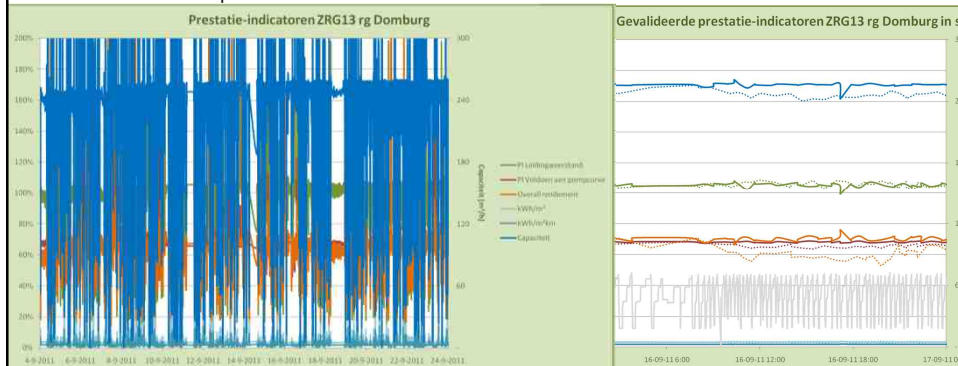 Prestatie-indicatoren ZRG13 rg Domburg
200%
180%
160%
140%
120%
100%
80%
60%
40%
20%
0%
300
240
180
120
60
Capaciteit [m³/h]
4-9-2011 6-9-2011 8-9-2011 10-9-2011 12-9-2011 14-9-2011 16-9-2011 18-9-2011 20-9-2011 22-9-2011 24-9-2011
PI Leidingweerstand
PI Voldoen aan pompcurve
Overall rendement
kWh/m³
kWh/m³km
Capaciteit
Gevalideerde prestatie-indicatoren ZRG13 rg Domburg in s
16-09-11 6:00 16-09-11 12:00 16-09-11 18:00 17-09-11 0